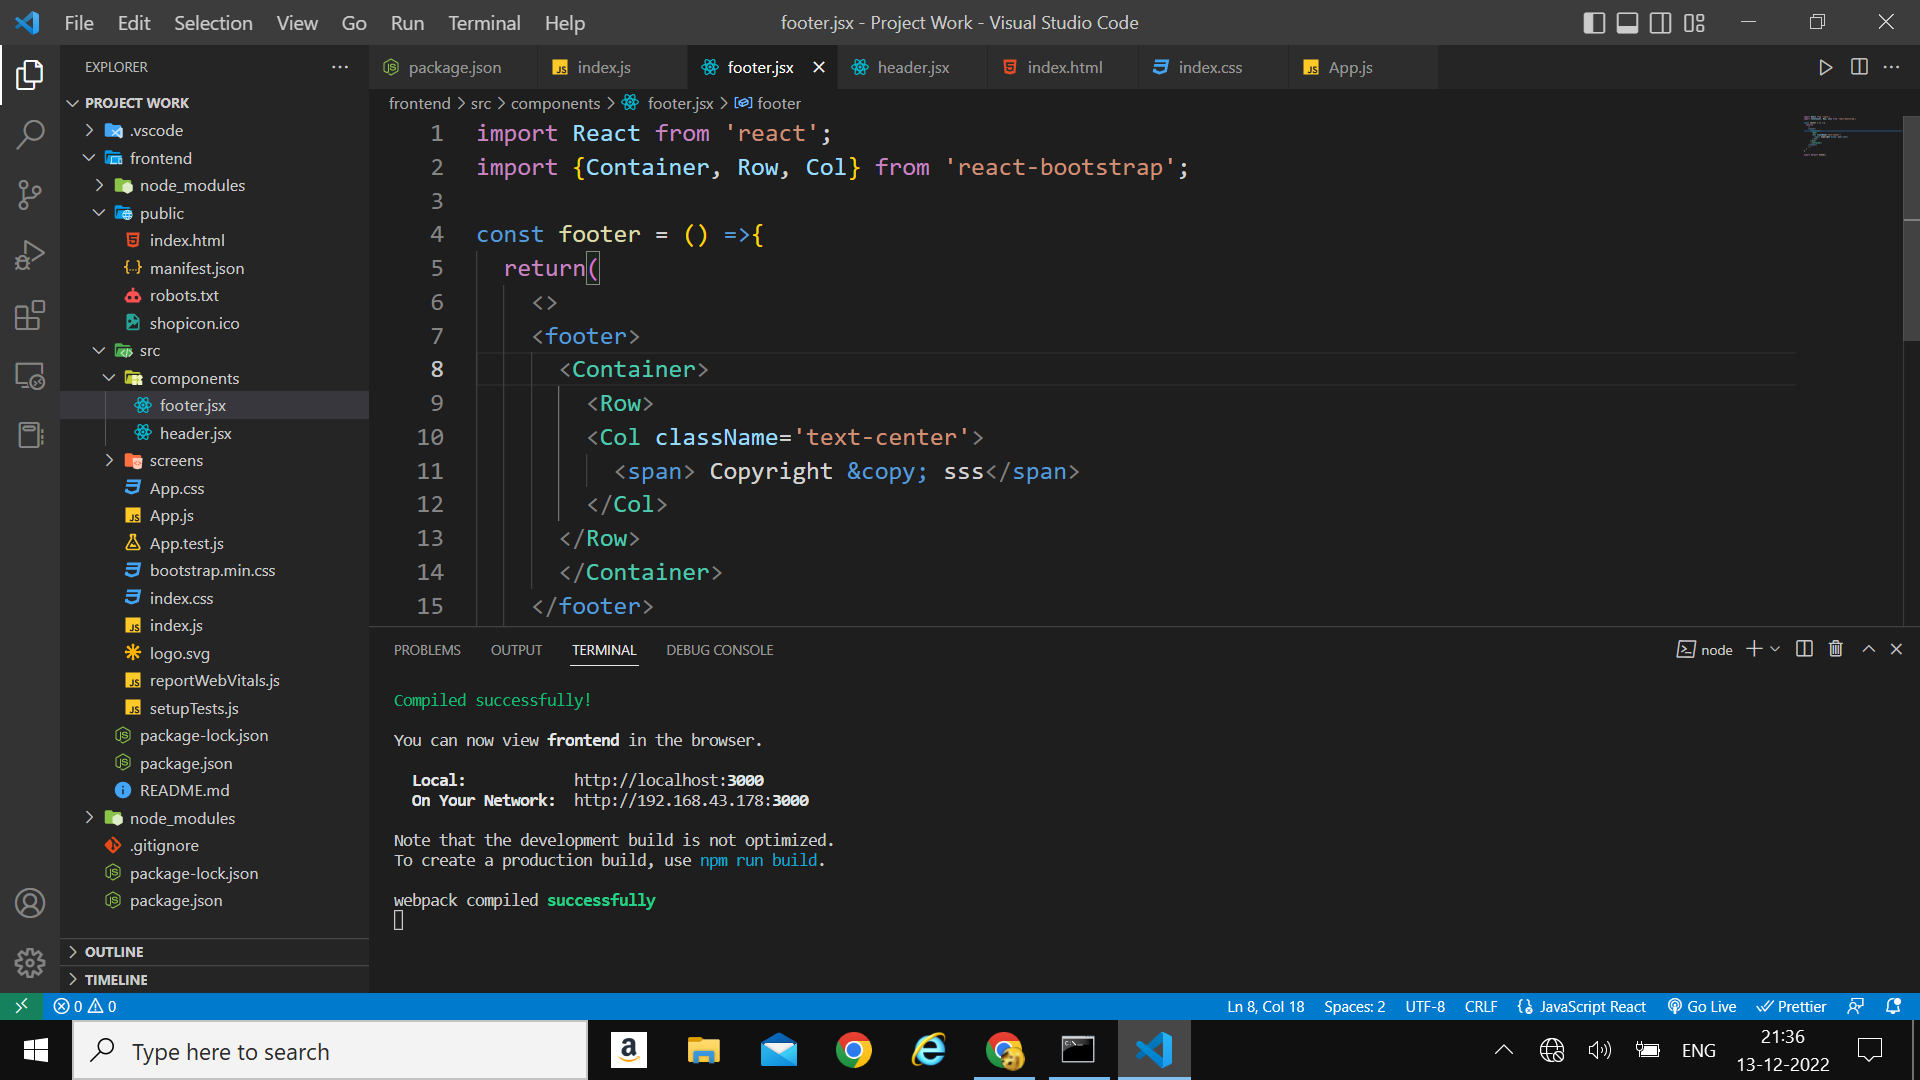 File Edit Selection View Go Run Terminal Help
footer.jsx - Project Work - Visual Studio Code
EXPLORER
package.json index.js footer.jsx header.jsx index.html index.css App.js
PROJECT WORK
.vscode
frontend
node_modules
public
index.html
manifest.json
robots.txt
shopicon.ico
src
components
footer.jsx
header.jsx
screens
App.css
App.js
App.test.js
bootstrap.min.css
index.css
index.js
logo.svg
reportWebVitals.js
setupTests.js
package-lock.json
package.json
README.md
node_modules
.gitignore
package-lock.json
package.json
OUTLINE
TIMELINE
frontend > src > components > footer.jsx > footer
1 import React from 'react';
2 import {Container, Row, Col} from 'react-bootstrap';
3
4 const footer = () =>{
5 return(
6 <>
7 <footer>
8 <Container>
9 <Row>
10 <Col className='text-center'>
11 <span> Copyright &copy; sss</span>
12 </Col>
13 </Row>
14 </Container>
15 </footer>
PROBLEMS OUTPUT TERMINAL DEBUG CONSOLE
node
Compiled successfully!
You can now view frontend in the browser.
Local: http://localhost:3000
On Your Network: http://192.168.43.178:3000
Note that the development build is not optimized.
To create a production build, use npm run build.
webpack compiled successfully
0 0
Ln 8, Col 18 Spaces: 2 UTF-8 CRLF JavaScript React Go Live Prettier
Type here to search
ENG
21:36
13-12-2022